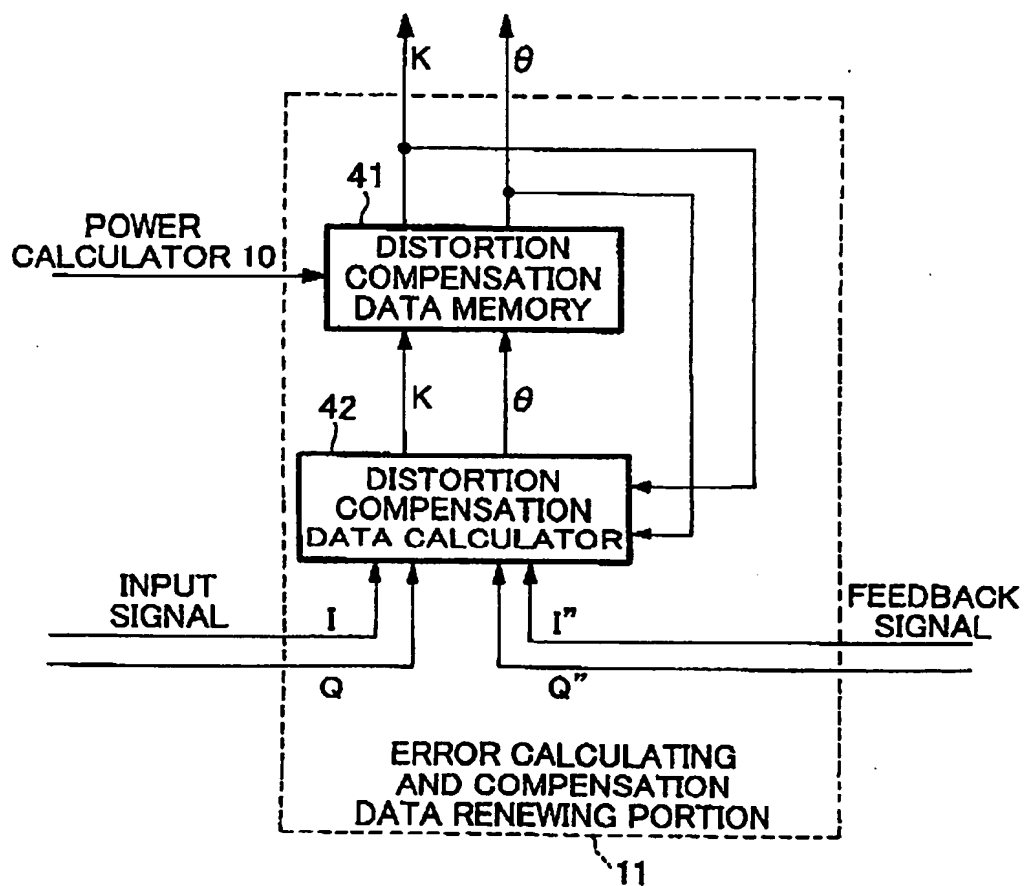 K
θ
41
POWER
CALCULATOR 10
DISTORTION
COMPENSATION
DATA MEMORY
K
θ
42
DISTORTION
COMPENSATION
DATA CALCULATOR
INPUT
SIGNAL
I
Q
I"
Q"
FEEDBACK
SIGNAL
ERROR CALCULATING
AND COMPENSATION
DATA RENEWING PORTION
11